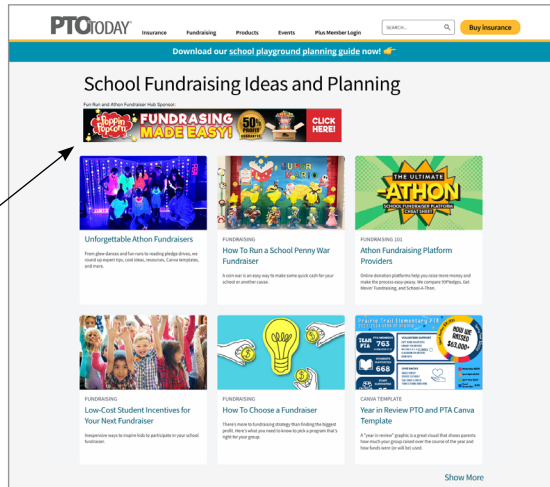 PTOTODAY
Insurance Fundraising Products Events Plus Member Login SEARCH... Buy insurance
Download our school playground planning guide now!
School Fundraising Ideas and Planning
Fun Run and Athon Fundraiser Hub Sponsor:
Poppin Popcorn FUNDRASING MADE EASY! 50% PROFIT CLICK HERE!
THE ULTIMATE
ATHON
SCHOOL FUNDRAISER PLATFORM
CHEAT SHEET
Unforgettable Athon Fundraisers
From glow dances and fun runs to reading pledge drives, we
round up expert tips, cool ideas, resources, Canva templates,
and more.
FUNDRAISING
How To Run a School Penny War
Fundraiser
A coin war is an easy way to make some quick cash for your
school or another cause.
FUNDRAISING 101
Athon Fundraising Platform
Providers
Online donation platforms help you raise more money and
make the process easy-peasy. We compare 99Pledges, Get
Movin' Fundraising, and School-A-Thon.
Prairie Trail Elementary PTA
TEAM PTA
763
668
HOW WE
RAISED
$63,000+
FUNDRAISING
Low-Cost Student Incentives for
Your Next Fundraiser
Inexpensive ways to inspire kids to participate in your school
fundraiser.
FUNDRAISING
How To Choose a Fundraiser
There's more to fundraising strategy than finding the biggest
profit. Here's what you need to know to pick a program that's
right for your group.
CANVA TEMPLATE
Year in Review PTO and PTA Canva
Template
A "year in review" graphic is a great visual that shows parents
how much your group raised over the course of the year and
how funds were (or will be) used.
Show More